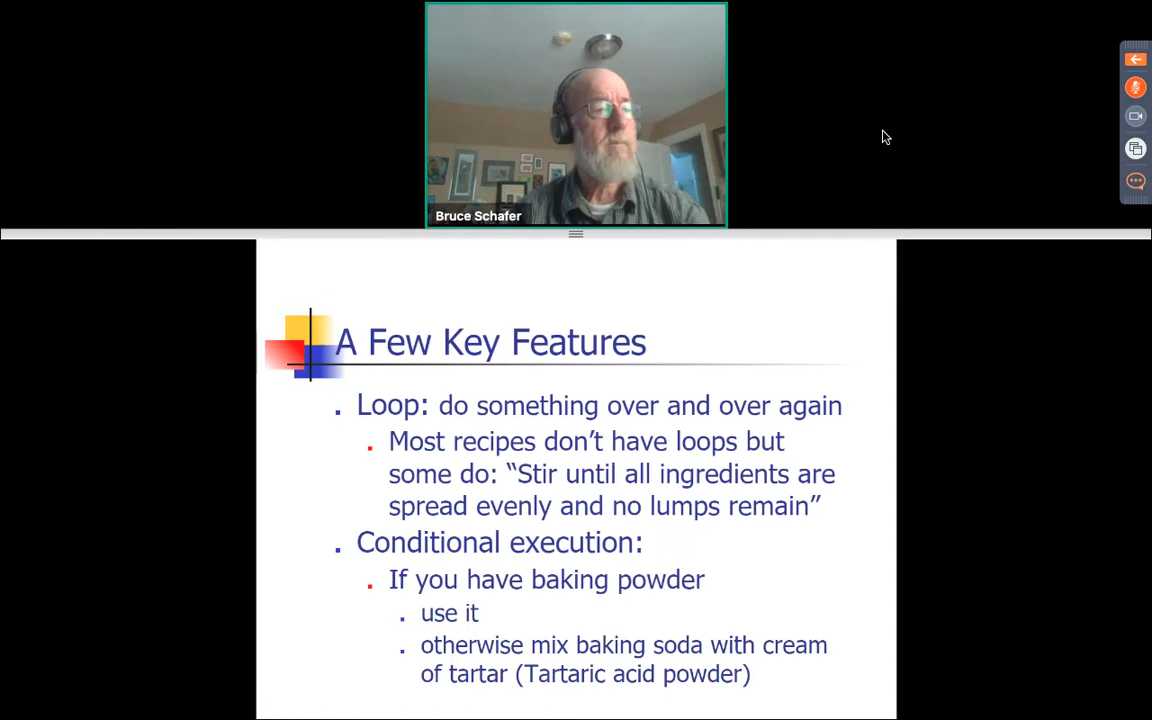 Bruce Schafer
A Few Key Features
Loop: do something over and over again
Most recipes don’t have loops but
some do: “Stir until all ingredients are
spread evenly and no lumps remain”
Conditional execution:
If you have baking powder
use it
otherwise mix baking soda with cream
of tartar (Tartaric acid powder)